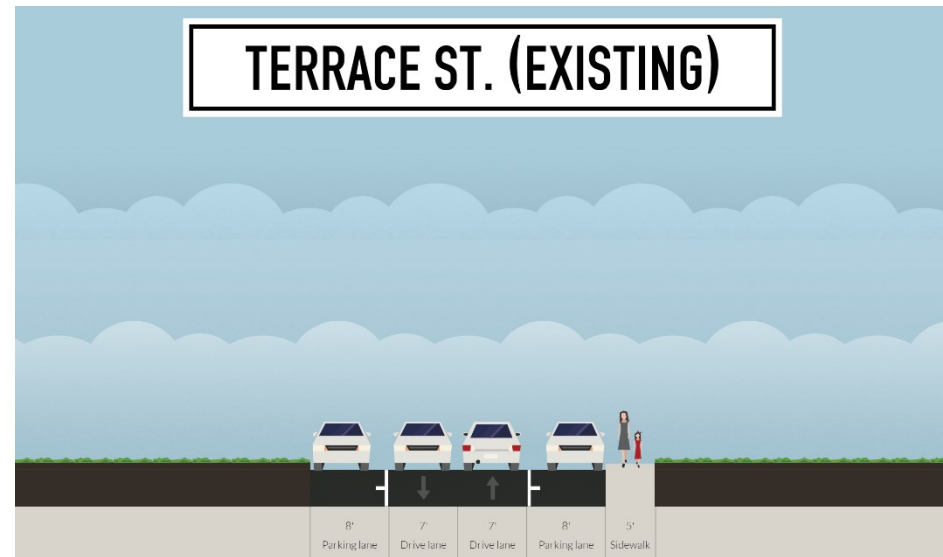 TERRACE ST. (EXISTING)
8' 7' 7' 8' 5'
Parking lane Drive lane Drive lane Parking lane Sidewalk